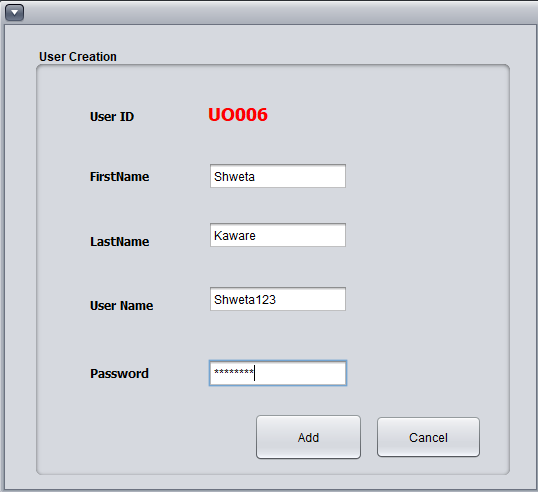 User Creation
User ID UO006
FirstName Shweta
LastName Kaware
User Name Shweta123
Password ********
Add Cancel